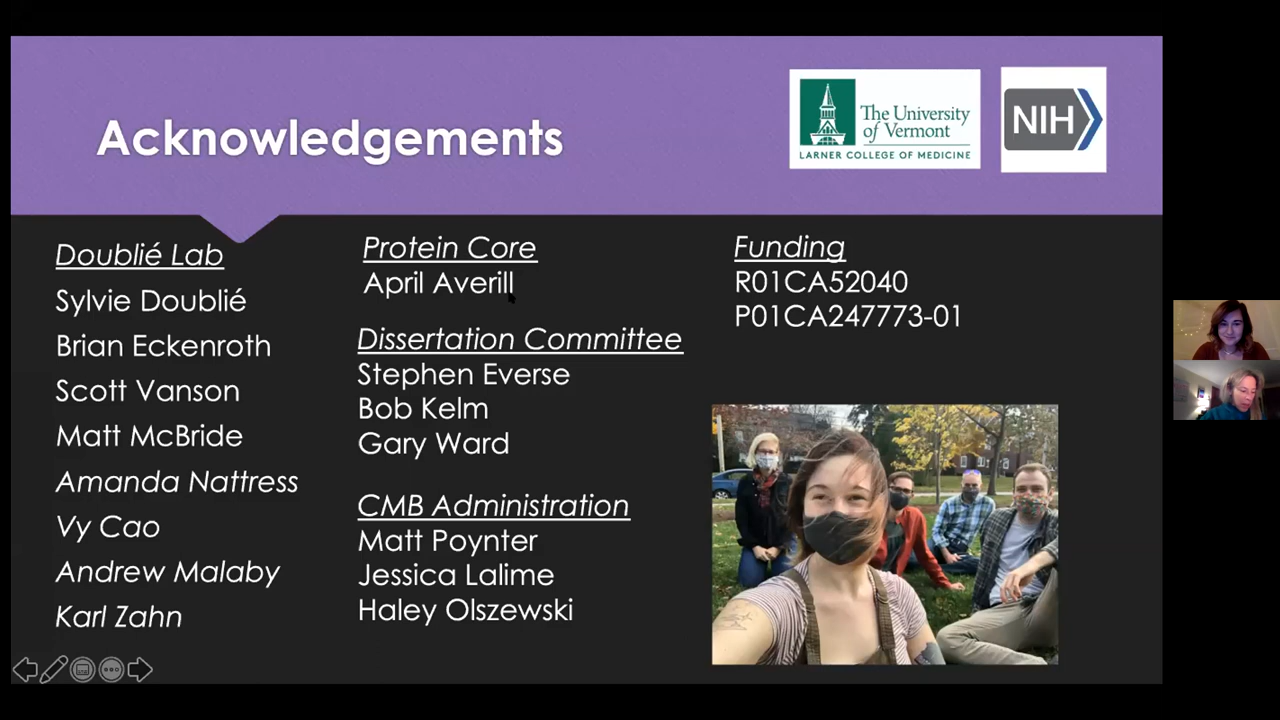 Acknowledgements
The University
of Vermont
LARNER COLLEGE OF MEDICINE
NIH
Doublié Lab
Sylvie Doublié
Brian Eckenroth
Scott Vanson
Matt McBride
Amanda Nattress
Vy Cao
Andrew Malaby
Karl Zahn
Protein Core
April Averill
Dissertation Committee
Stephen Everse
Bob Kelm
Gary Ward
CMB Administration
Matt Poynter
Jessica Lalime
Haley Olszewski
Funding
R01CA52040
P01CA247773-01